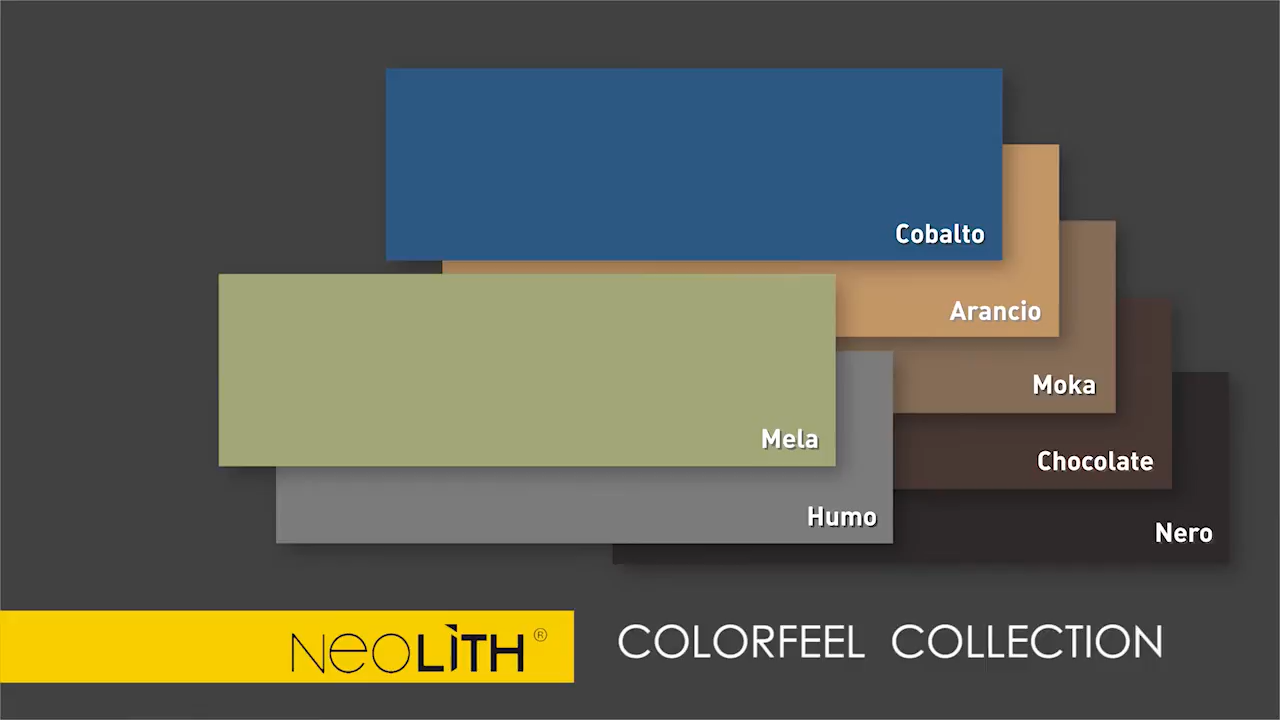 Cobalto
Arancio
Moka
Mela
Chocolate
Humo
Nero
NeoLITH®
COLORFEEL COLLECTION